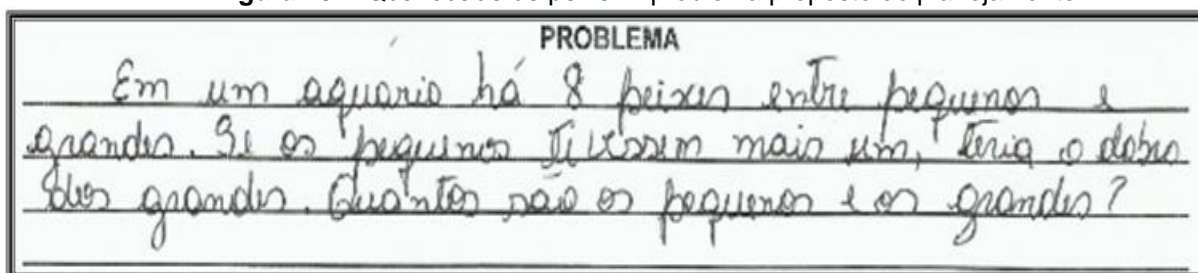 PROBLEMA
Em um aquário há 8 peixes entre pequenos e
grandes. Se os pequenos tivessem mais um, teria o dobro
dos grandes. Quantos são os pequenos e os grandes?